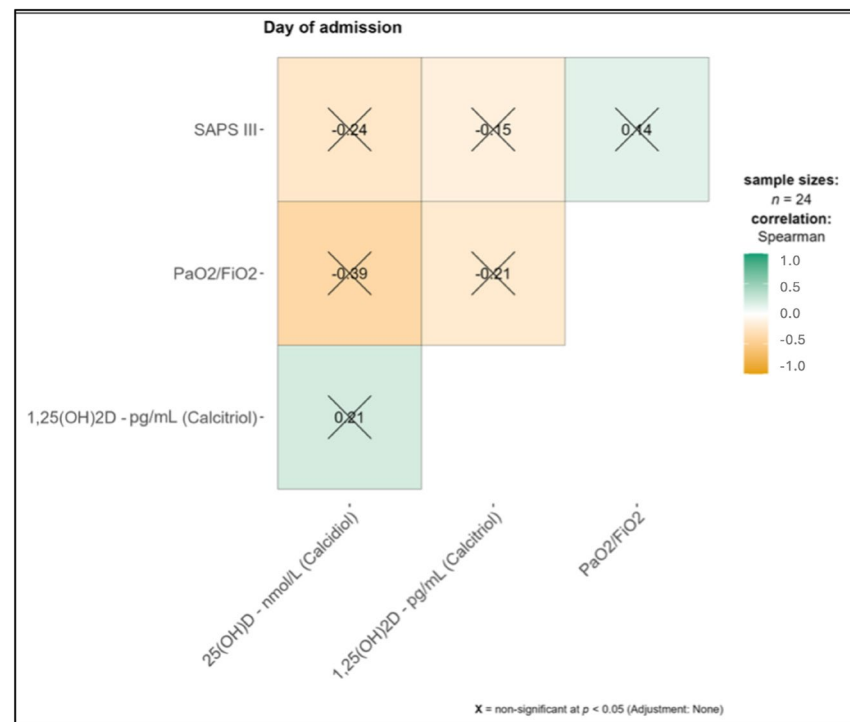 Day of admission
SAPS III
-0.24
-0.15
0.14
sample sizes:
n = 24
correlation:
Spearman
1.0
0.5
0.0
-0.5
-1.0
PaO2/FiO2
-0.39
-0.21
1,25(OH)2D - pg/mL (Calcitriol)
0.21
25(OH)D - nmol/L (Calcidiol)
1,25(OH)2D - pg/mL (Calcitriol)
PaO2/FiO2
X = non-significant at p < 0.05 (Adjustment: None)